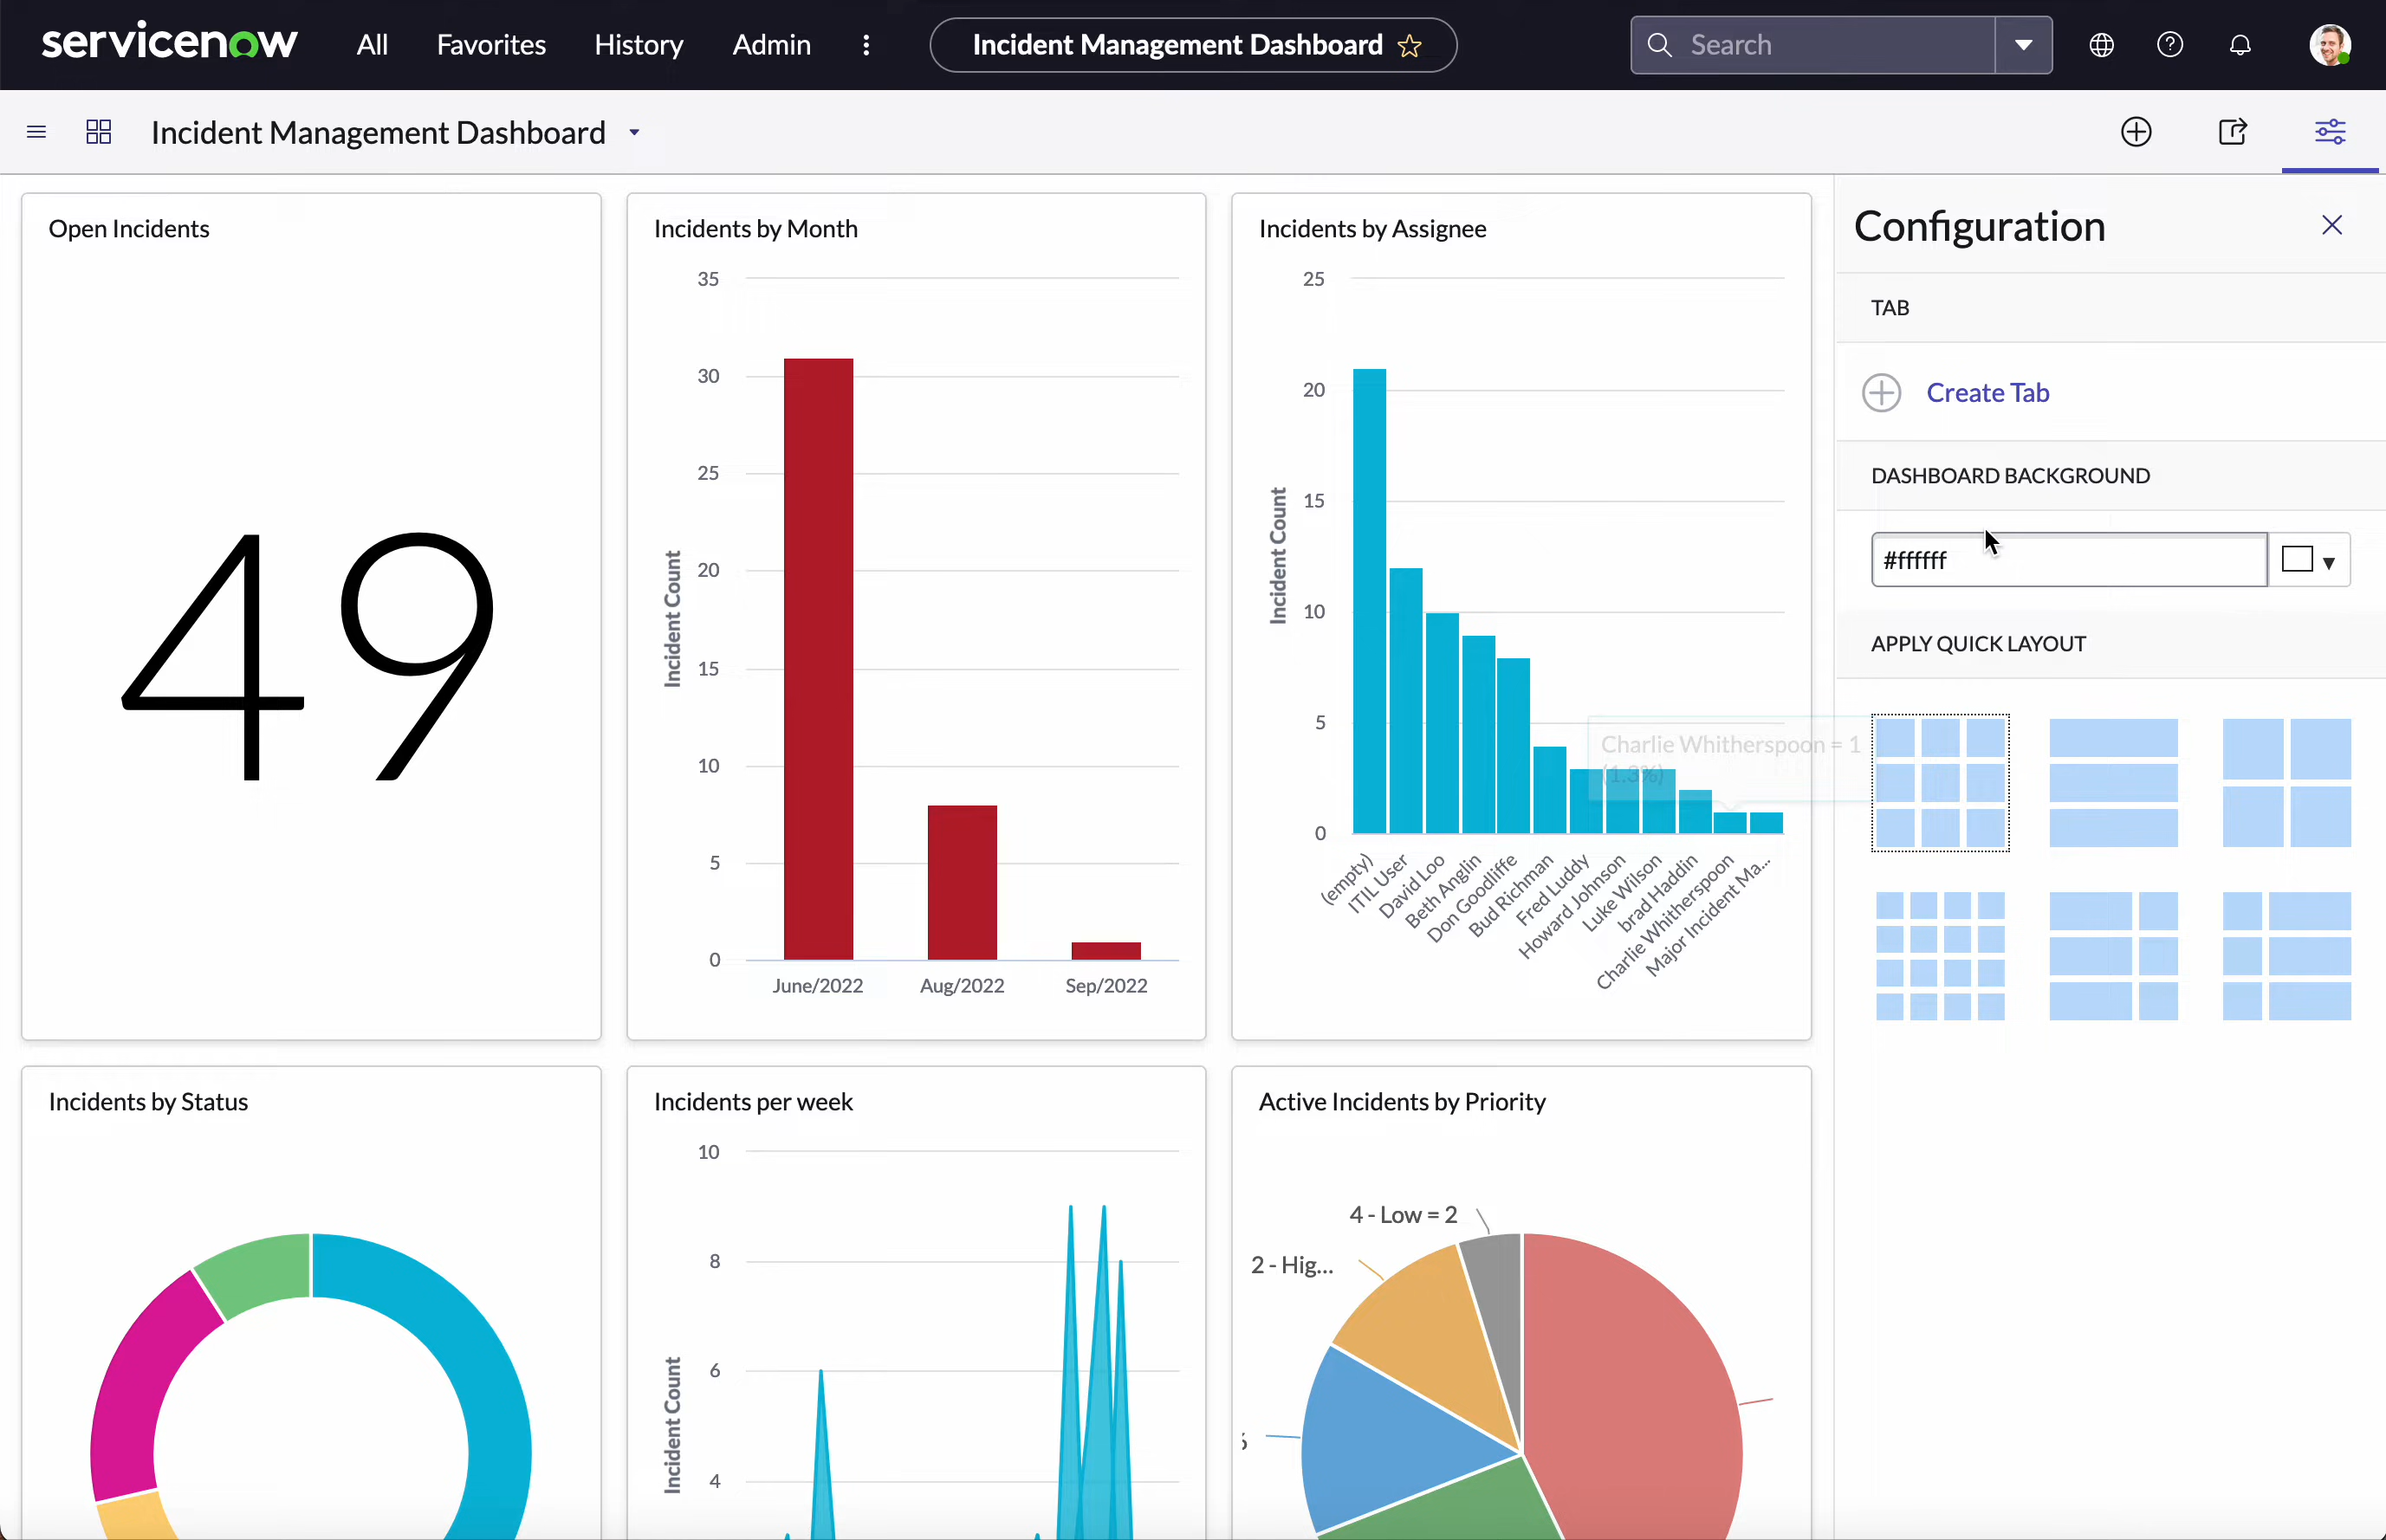 servicenow
All
Favorites
History
Admin
Incident Management Dashboard
Search
Incident Management Dashboard
Open Incidents
49
Incidents by Month
35
30
25
20
15
10
5
0
Incident Count
June/2022
Aug/2022
Sep/2022
Incidents by Assignee
25
20
15
10
5
0
Incident Count
Charlie Whitherspoon = 1
(1.3%)
(empty)
ITIL User
David Loo
Beth Anglin
Don Goodliffe
Bud Richman
Fred Luddy
Howard Johnson
Luke Wilson
brad Haddin
Charlie Whitherspoon
Major Incident Ma...
Configuration
TAB
Create Tab
DASHBOARD BACKGROUND
#ffffff
APPLY QUICK LAYOUT
Incidents by Status
Incidents per week
10
8
6
4
Incident Count
Active Incidents by Priority
4 - Low = 2
2 - Hig...